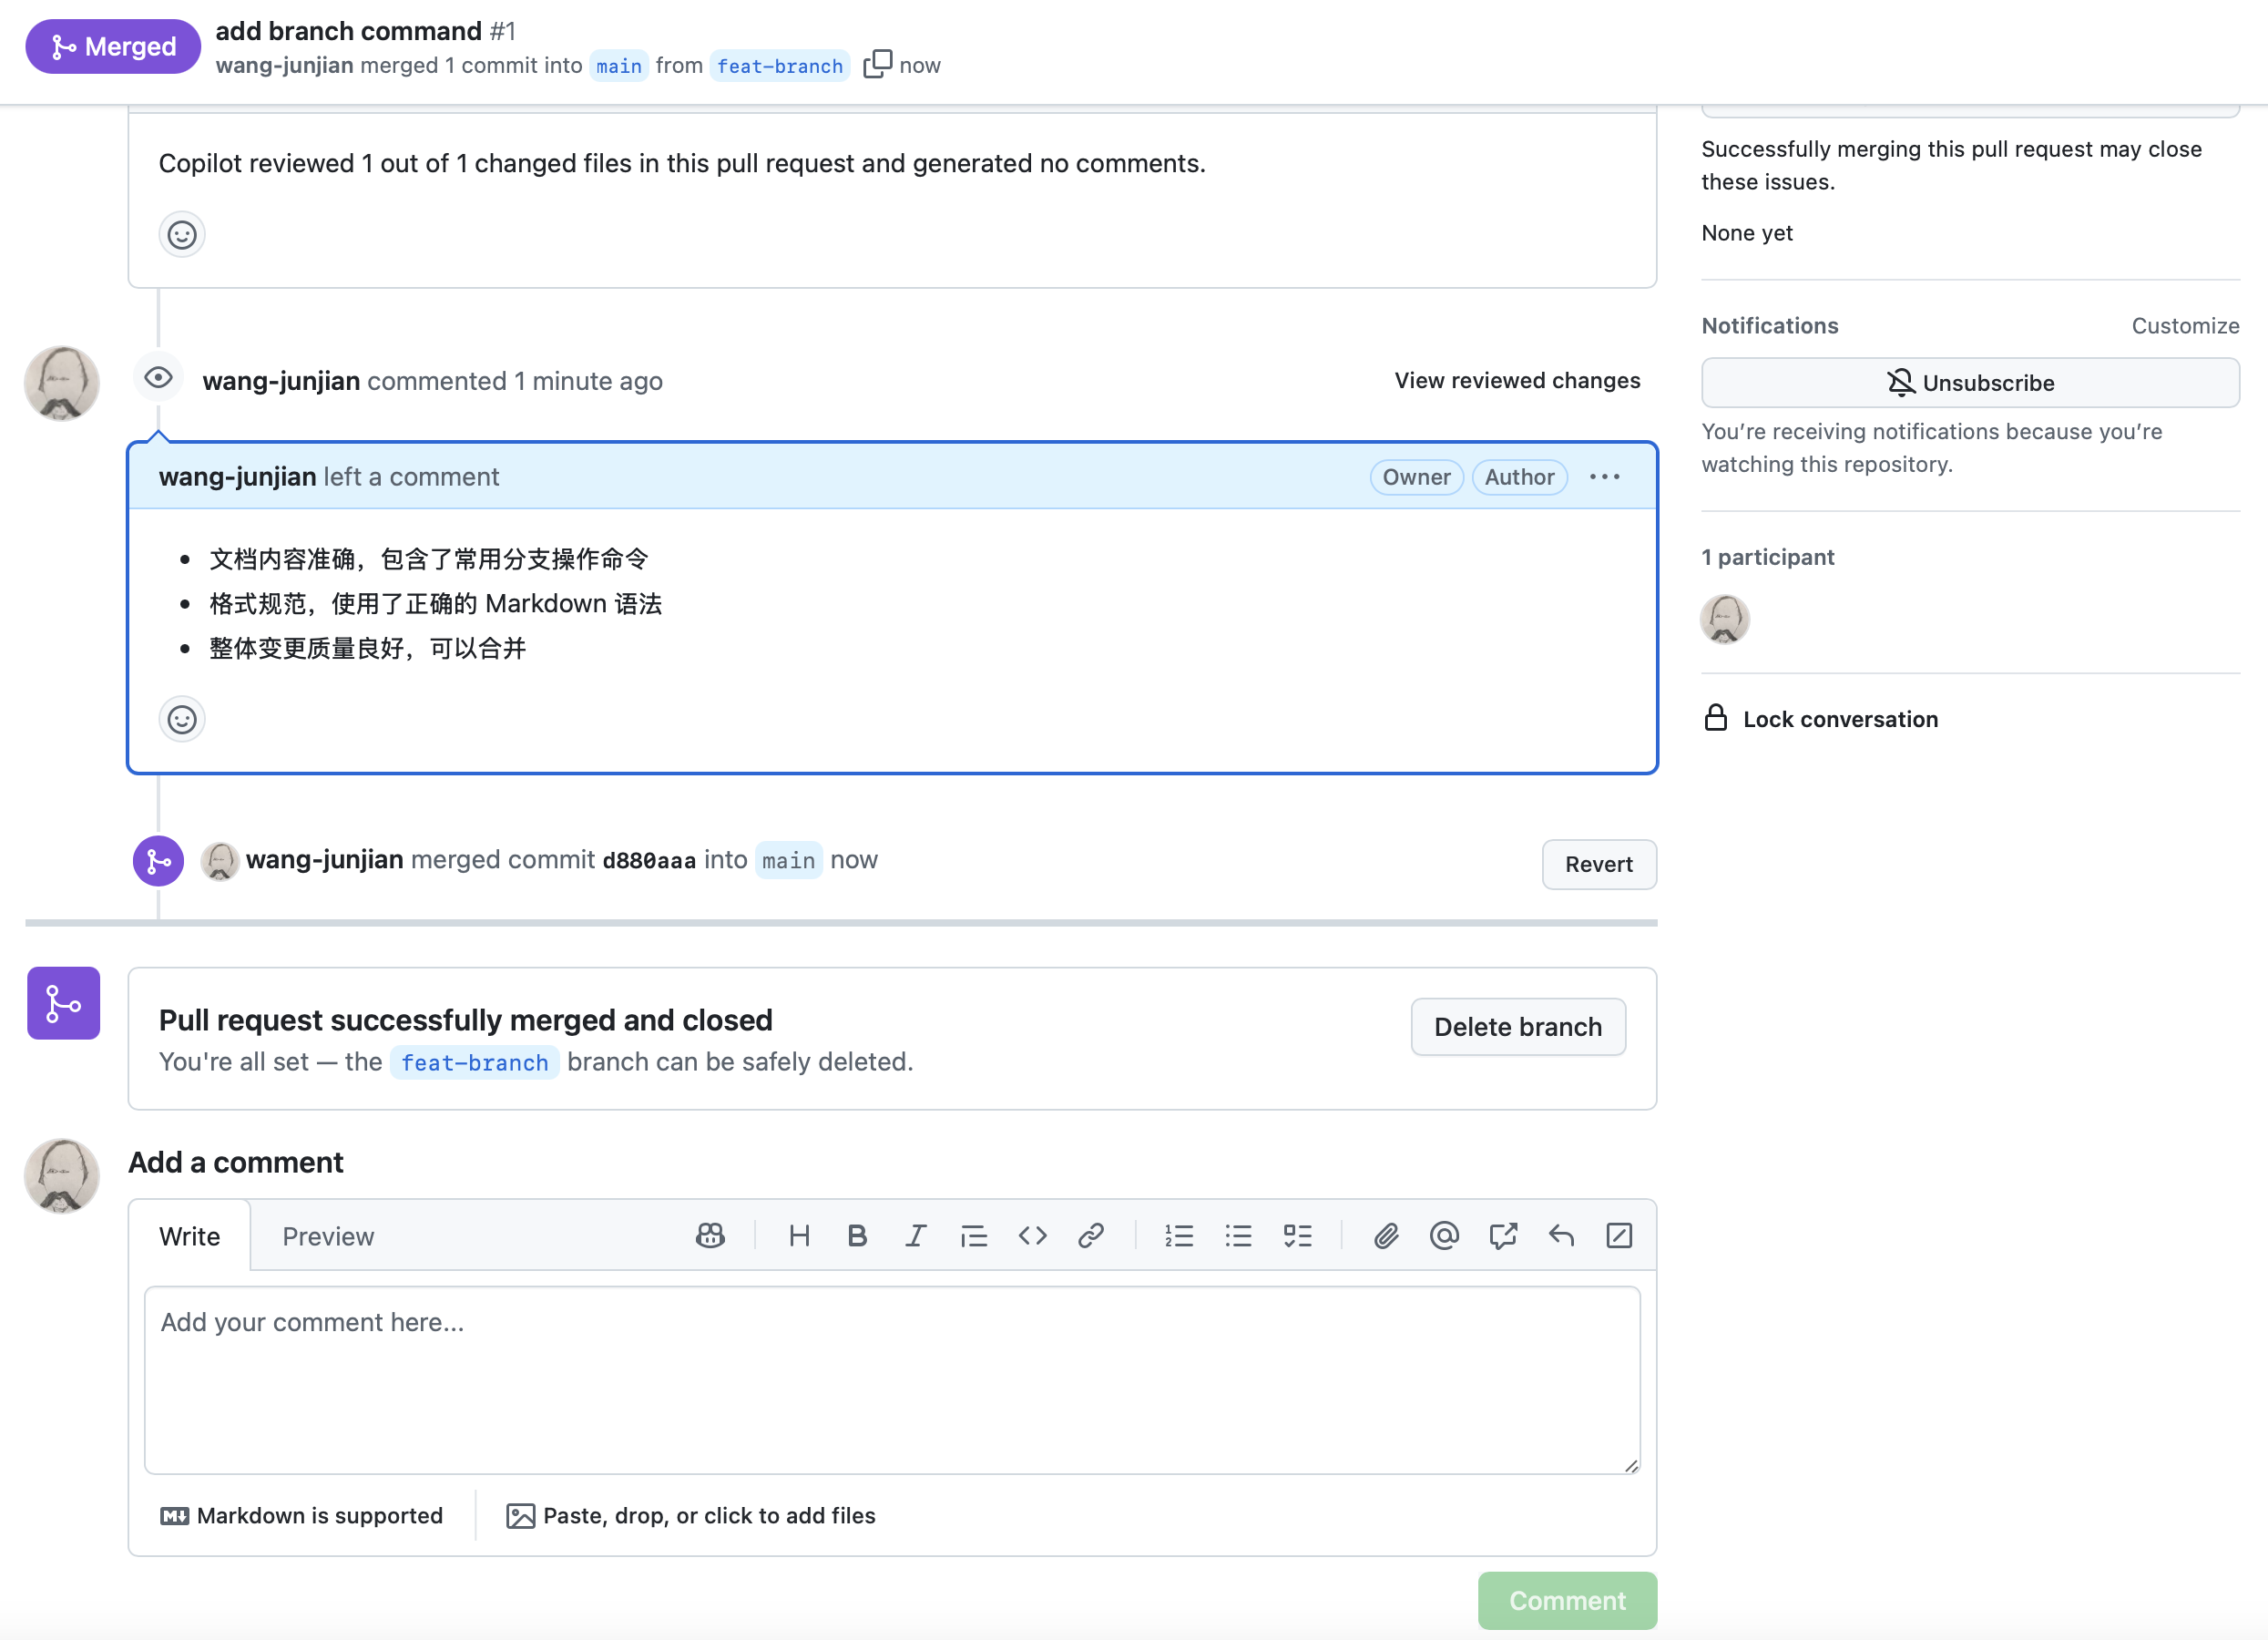 Merged
add branch command #1
wang-junjian merged 1 commit into main from feat-branch now
Copilot reviewed 1 out of 1 changed files in this pull request and generated no comments.
wang-junjian commented 1 minute ago
View reviewed changes
wang-junjian left a comment
Owner
Author
文档内容准确，包含了常用分支操作命令
格式规范，使用了正确的 Markdown 语法
整体变更质量良好，可以合并
wang-junjian merged commit d880aaa into main now
Revert
Pull request successfully merged and closed
You're all set — the feat-branch branch can be safely deleted.
Delete branch
Add a comment
Write
Preview
Add your comment here...
Markdown is supported
Paste, drop, or click to add files
Comment
Successfully merging this pull request may close
these issues.
None yet
Notifications
Customize
Unsubscribe
You’re receiving notifications because you’re
watching this repository.
1 participant
Lock conversation